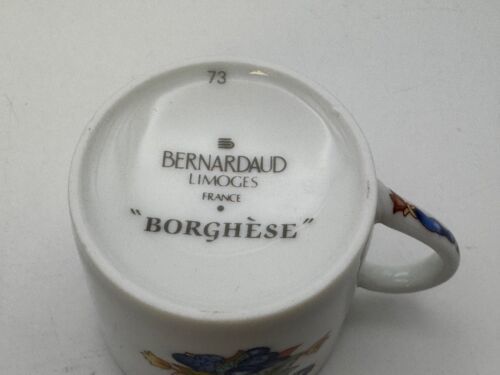 73
BERNARDAUD
LIMOGES
FRANCE
"BORGHÈSE"